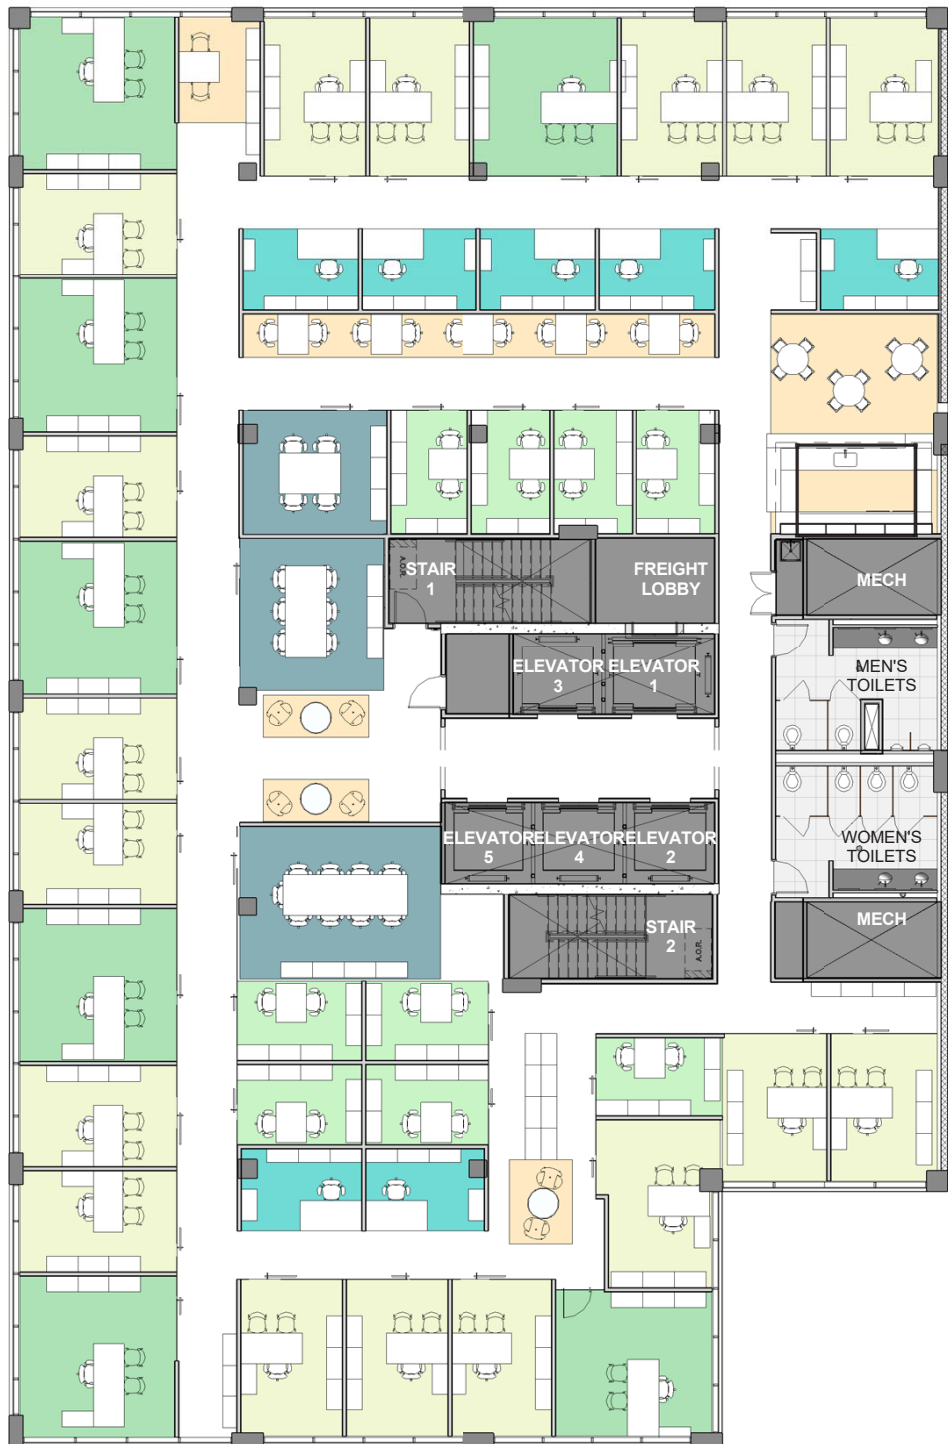 A.O.R.
STAIR
1
FREIGHT
LOBBY
MECH
ELEVATOR
3
ELEVATOR
1
MEN'S
TOILETS
ELEVATOR
5
ELEVATOR
4
ELEVATOR
2
WOMEN'S
TOILETS
STAIR
2
A.O.R.
MECH